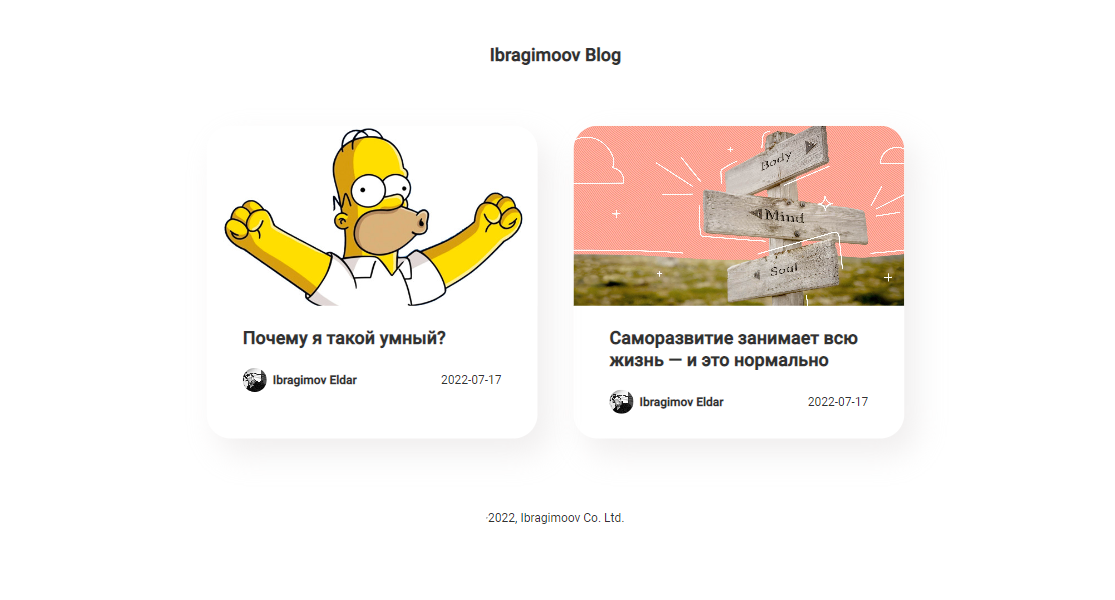 Ibragimoov Blog
Body
Mind
Soul
Почему я такой умный?
Ibragimov Eldar
2022-07-17
Саморазвитие занимает всю
жизнь — и это нормально
Ibragimov Eldar
2022-07-17
·2022, Ibragimoov Co. Ltd.